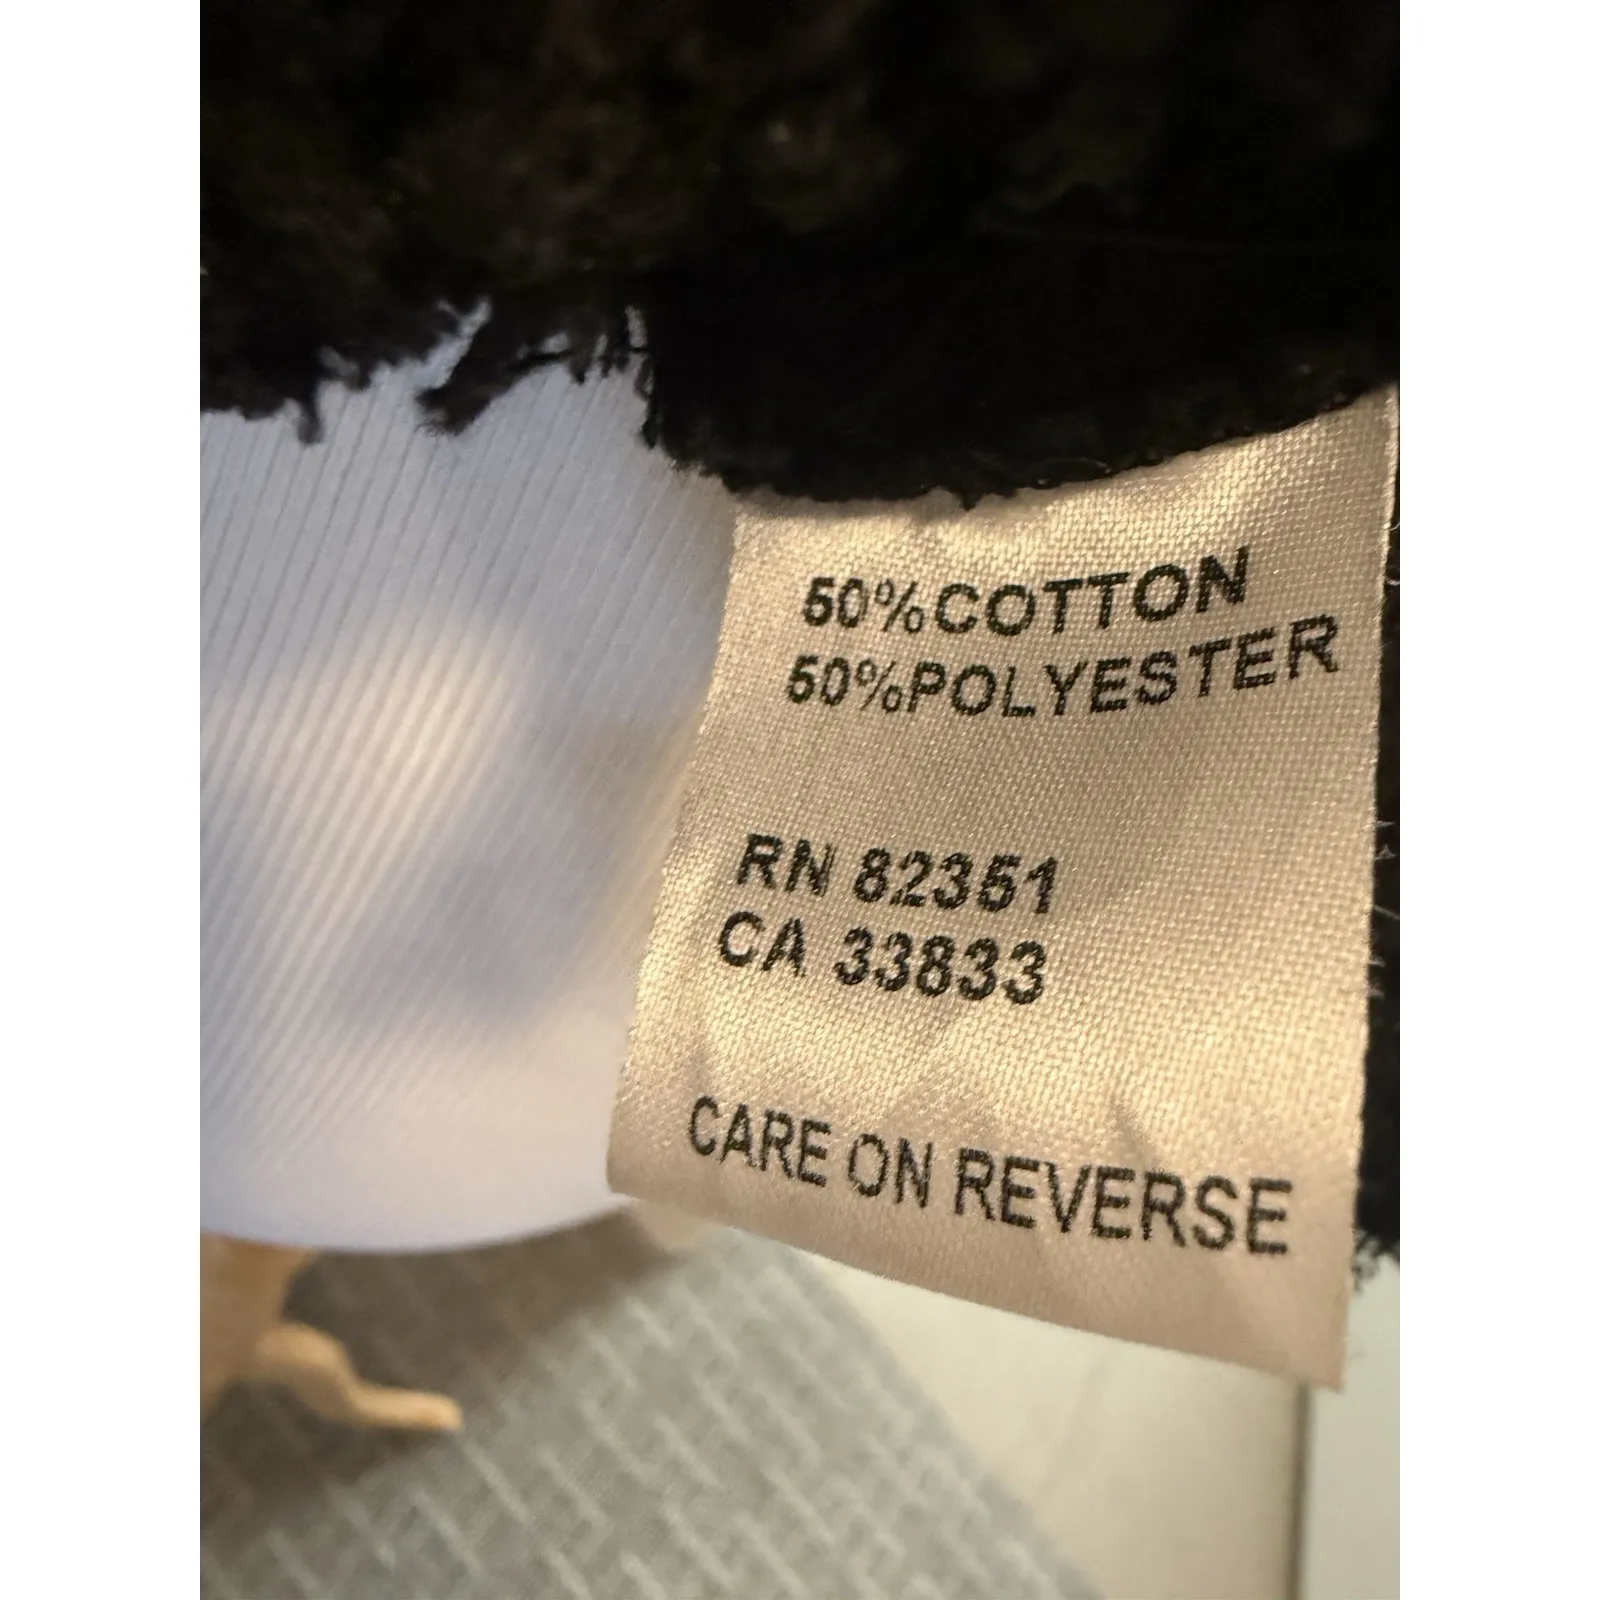 50%COTTON
50%POLYESTER
RN 82351
CA 33833
CARE ON REVERSE